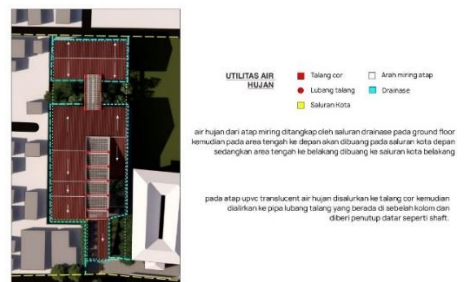 UTILITAS AIR
HUJAN
Talang cor
Arah miring atap
Lubang talang
Drainase
Saluran Kota
air hujan dari atap miring ditangkap oleh saluran drainase pada ground floor
kemudian pada area tengah ke depan akan dibuang pada saluran kota depan
sedangkan area tengah ke belakang dibuang ke saluran kota belakang
pada atap upvc translucent air hujan disalurkan ke talang cor kemudian
dialirkan ke pipa lubang talang yang berada di sebelah kolom dan
diberi penutup datar seperti shaft.